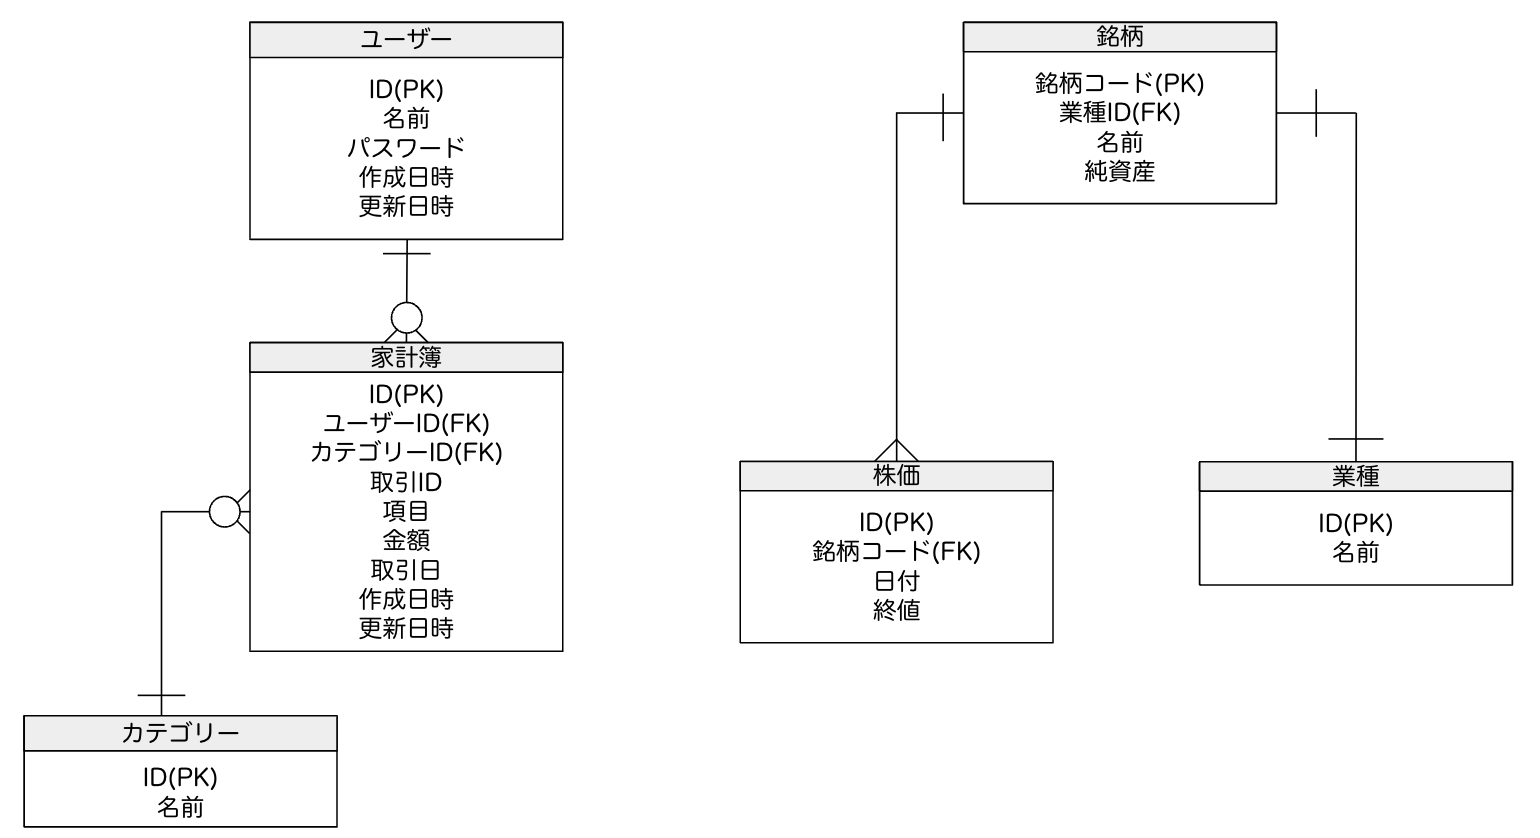 ユーザー
ID(PK)
名前
パスワード
作成日時
更新日時
家計簿
ID(PK)
ユーザーID(FK)
カテゴリーID(FK)
取引ID
項目
金額
取引日
作成日時
更新日時
カテゴリー
ID(PK)
名前
銘柄
銘柄コード(PK)
業種ID(FK)
名前
純資産
株価
ID(PK)
銘柄コード(FK)
日付
終値
業種
ID(PK)
名前